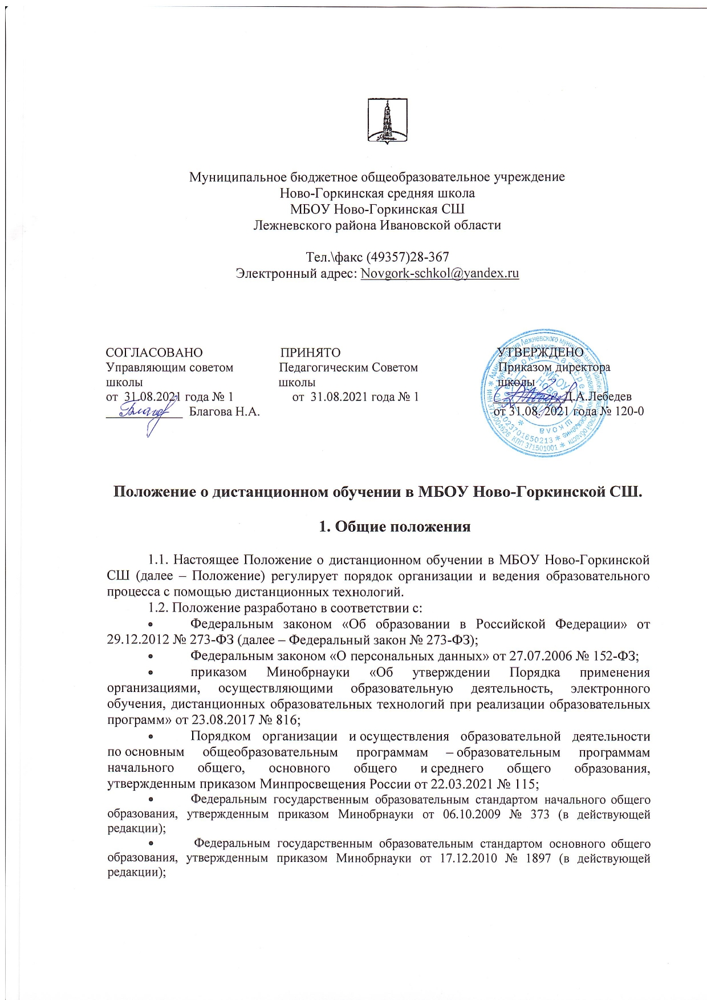 Муниципальное бюджетное общеобразовательное учреждение
Ново-Горкинская средняя школа
МБОУ Ново-Горкинская СШ
Лежневского района Ивановской области
Тел.\факс (49357)28-367
Электронный адрес: Novgork-schkol@yandex.ru
СОГЛАСОВАНО ПРИНЯТО УТВЕРЖДЕНО
Управляющим советом Педагогическим Советом Приказом директора
школы школы школы
от 31.08.2021 года № 1 от 31.08.2021 года № 1 Д.А.Лебедев
Благова Н.А. от 31.08. 2021 года № 120-0
Положение о дистанционном обучении в МБОУ Ново-Горкинской СШ.
1. Общие положения
1.1. Настоящее Положение о дистанционном обучении в МБОУ Ново-Горкинской
СШ (далее – Положение) регулирует порядок организации и ведения образовательного
процесса с помощью дистанционных технологий.
1.2. Положение разработано в соответствии с:
• Федеральным законом «Об образовании в Российской Федерации» от
29.12.2012 № 273-ФЗ (далее – Федеральный закон № 273-ФЗ);
• Федеральным законом «О персональных данных» от 27.07.2006 № 152-ФЗ;
• приказом Минобрнауки «Об утверждении Порядка применения
организациями, осуществляющими образовательную деятельность, электронного
обучения, дистанционных образовательных технологий при реализации образовательных
программ» от 23.08.2017 № 816;
• Порядком организации и осуществления образовательной деятельности
по основным общеобразовательным программам – образовательным программам
начального общего, основного общего и среднего общего образования,
утвержденным приказом Минпросвещения России от 22.03.2021 № 115;
• Федеральным государственным образовательным стандартом начального общего
образования, утвержденным приказом Минобрнауки от 06.10.2009 № 373 (в действующей
редакции);
• Федеральным государственным образовательным стандартом основного общего
образования, утвержденным приказом Минобрнауки от 17.12.2010 № 1897 (в действующей
редакции);